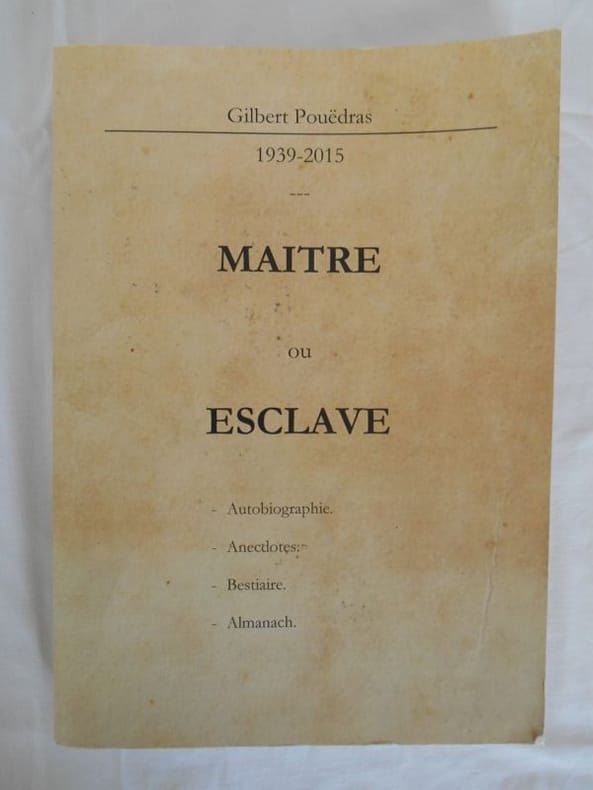 Gilbert Pouëdras
1939-2015
---
MAITRE
ou
ESCLAVE
- Autobiographie.
- Anecdotes.
- Bestiaire.
- Almanach.